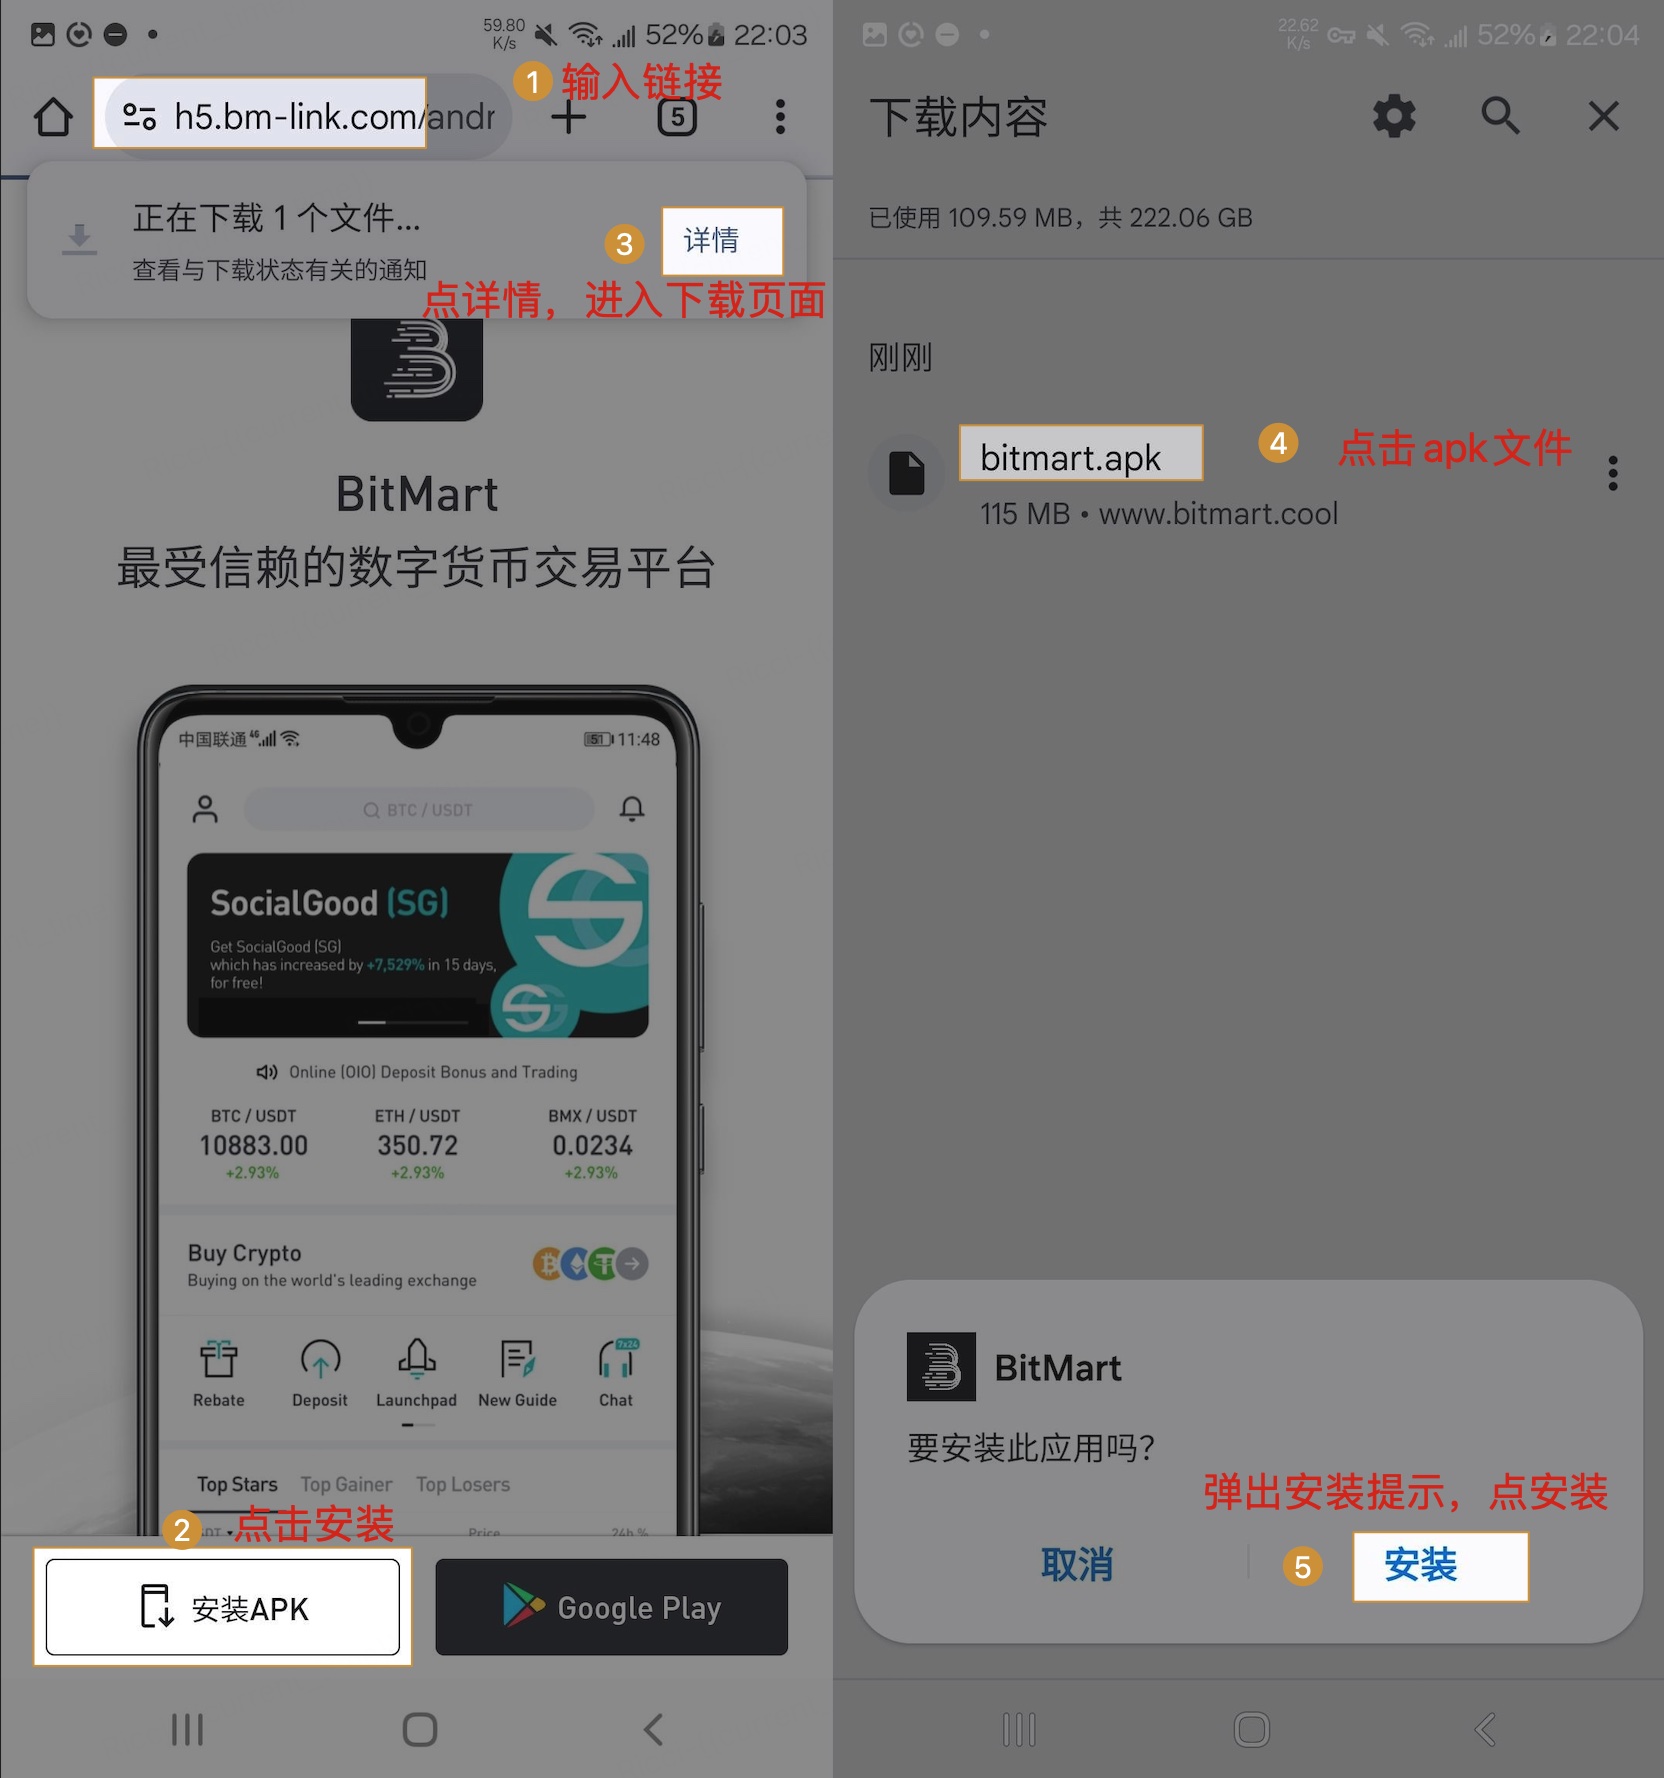 59.80
K/s
52%
22:03
1 输入链接
h5.bm-link.com/andr
5
正在下载 1 个文件...
查看与下载状态有关的通知
3 详情
点详情，进入下载页面
BitMart
最受信赖的数字货币交易平台
中国联通 4G
51 11:48
BTC / USDT
SocialGood (SG)
Get SocialGood (SG)
which has increased by +7,529% in 15 days,
for free!
Online (OIO) Deposit Bonus and Trading
BTC / USDT ETH / USDT BMX / USDT
10883.00 350.72 0.0234
+2.93% +2.93% +2.93%
Buy Crypto
Buying on the world's leading exchange
7x24
Rebate Deposit Launchpad New Guide Chat
Top Stars Top Gainer Top Losers
2 点击安装
Price 24h %
安装APK
Google Play
22.62
K/s
52%
22:04
下载内容
已使用 109.59 MB，共 222.06 GB
刚刚
bitmart.apk
4 点击apk文件
115 MB • www.bitmart.cool
BitMart
要安装此应用吗？
弹出安装提示，点安装
取消
5 安装